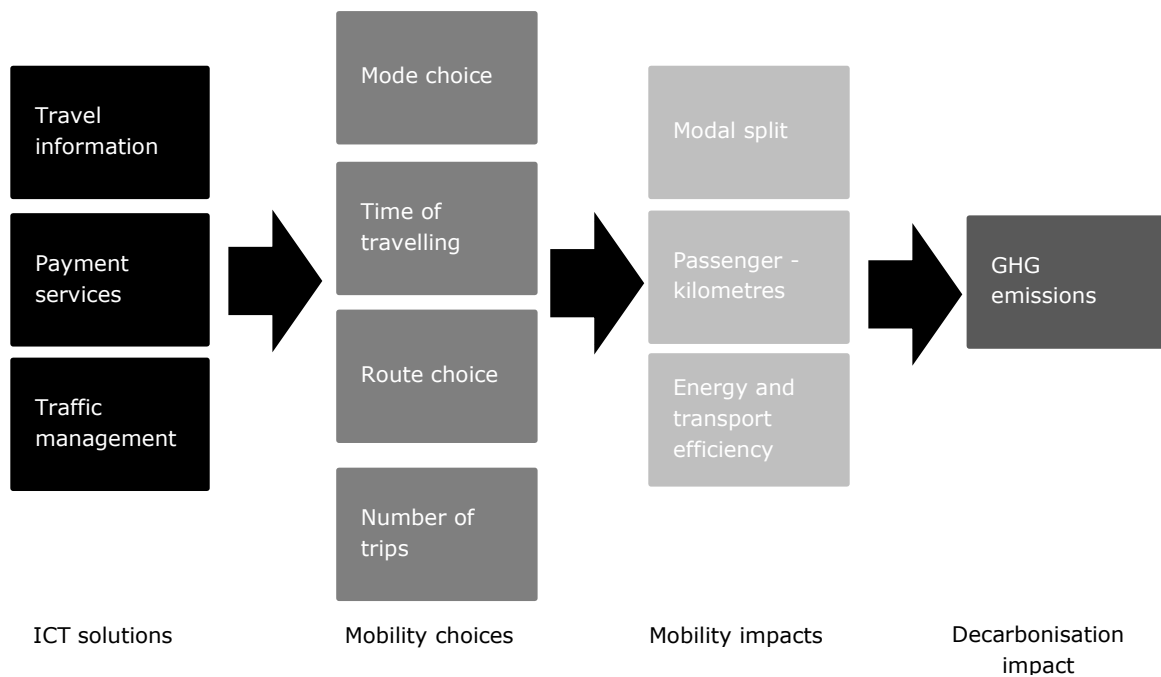 Travel
information
Payment
services
Traffic
management
ICT solutions
Mode choice
Time of
travelling
Route choice
Number of
trips
Mobility choices
Modal split
Passenger -
kilometres
Energy and
transport
efficiency
Mobility impacts
GHG
emissions
Decarbonisation
impact